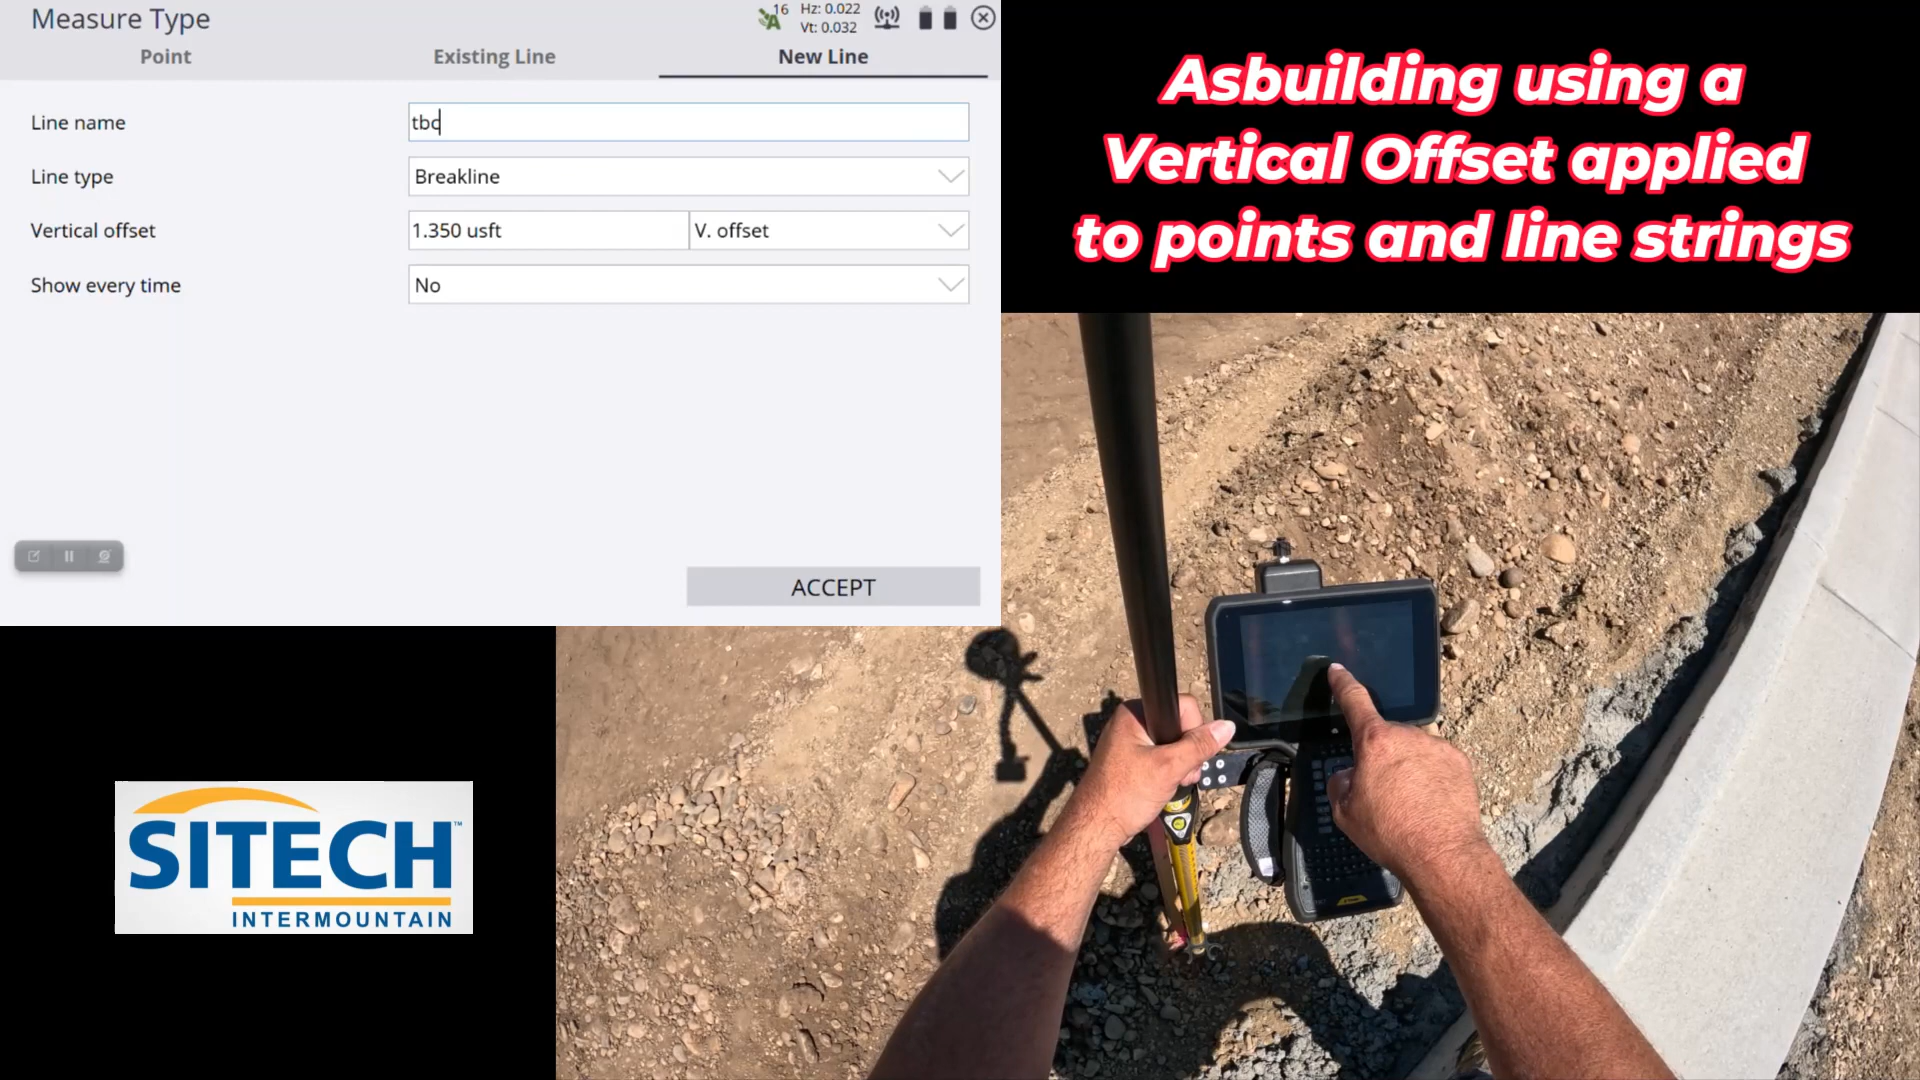 Measure Type
16
Hz: 0.022
Vt: 0.032
Point
Existing Line
New Line
Line name
tbc
Line type
Breakline
Vertical offset
1.350 usft
V. offset
Show every time
No
ACCEPT
Asbuilding using a
Vertical Offset applied
to points and line strings
SITECH™
INTERMOUNTAIN